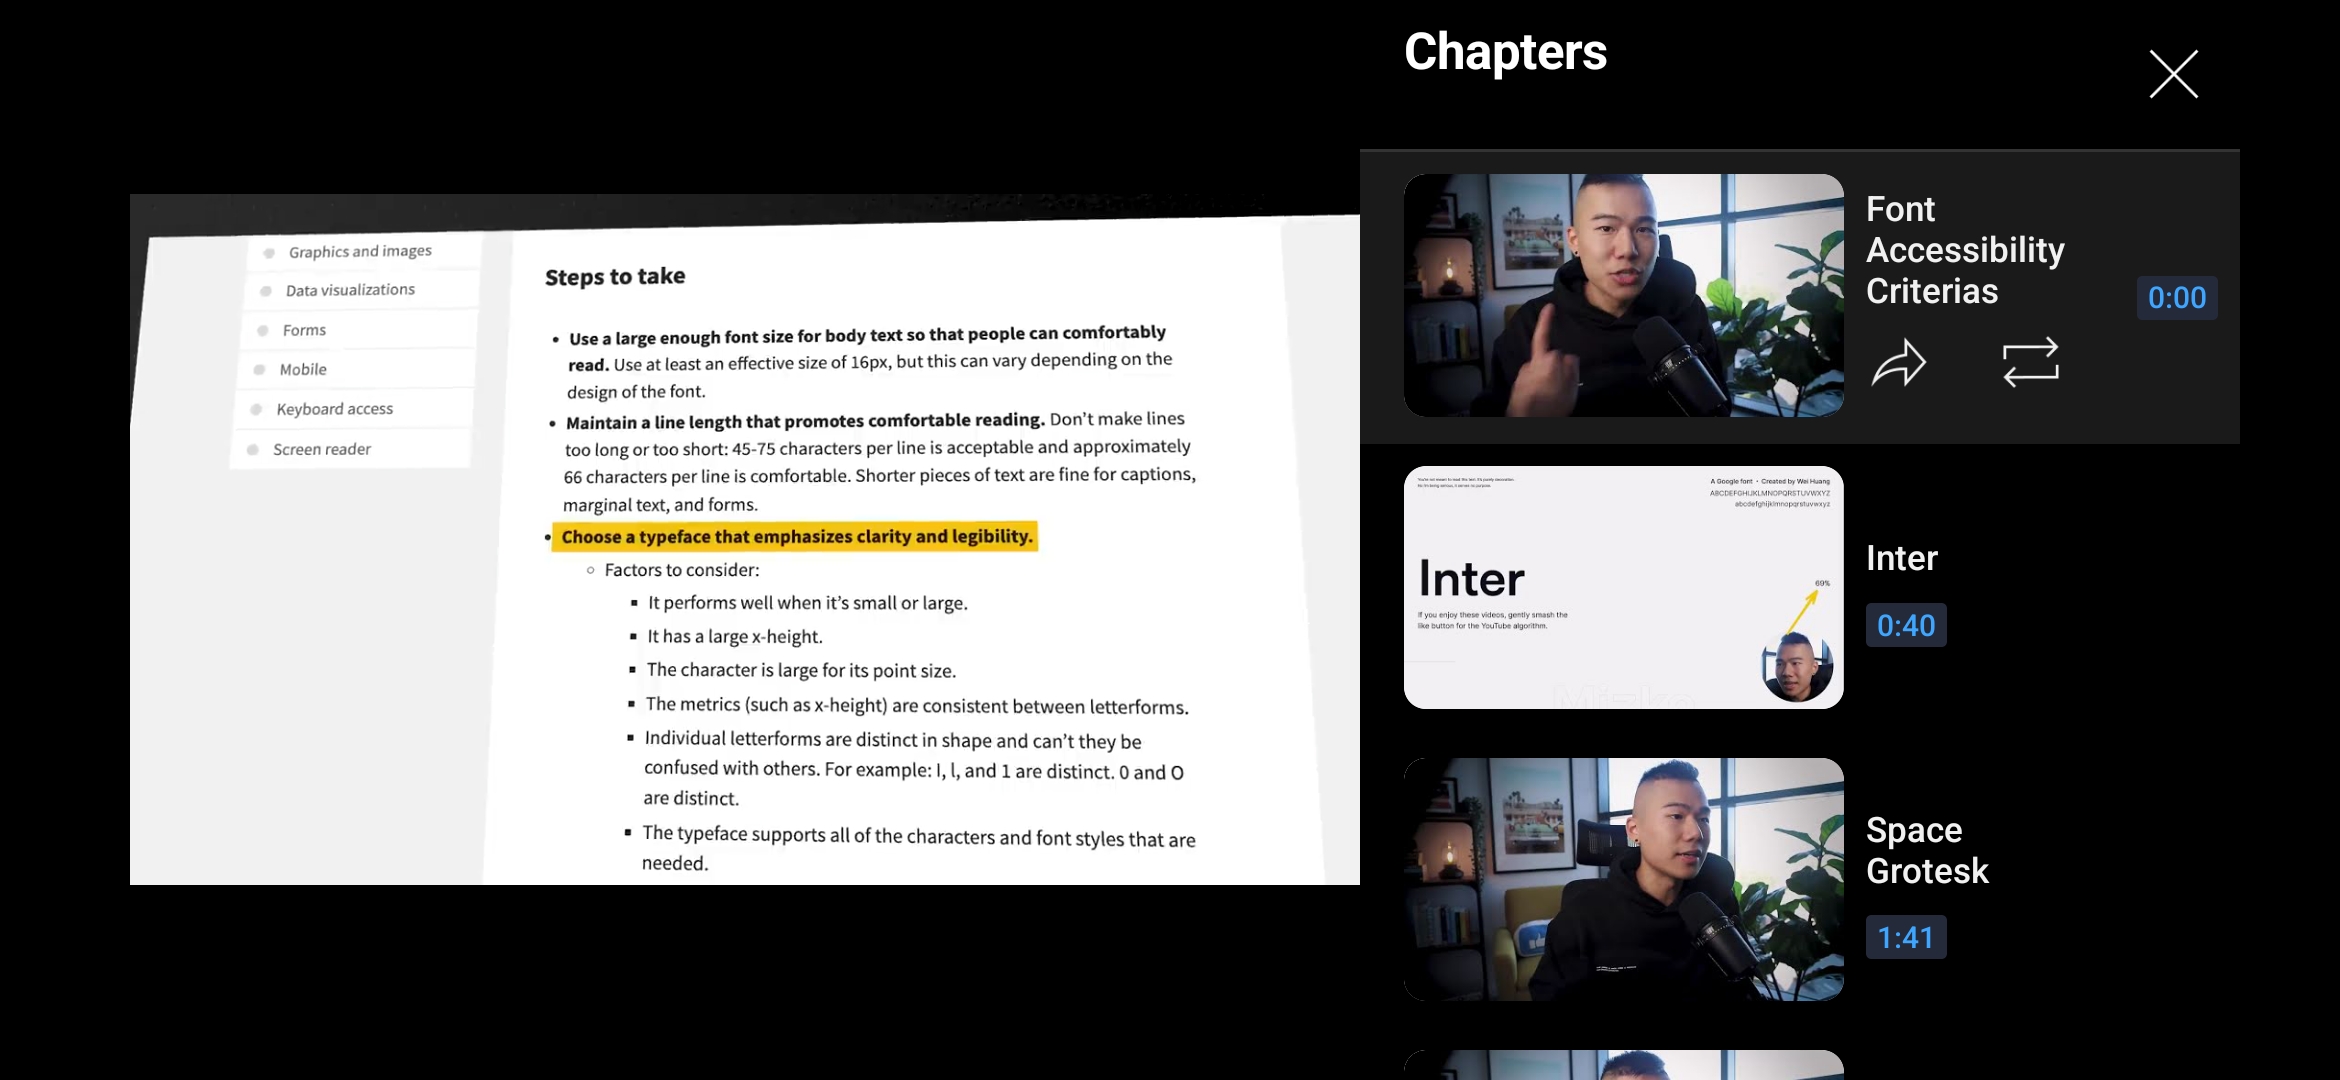 Graphics and images
Data visualizations
Forms
Mobile
Keyboard access
Screen reader
Steps to take
• Use a large enough font size for body text so that people can comfortably
read. Use at least an effective size of 16px, but this can vary depending on the
design of the font.
• Maintain a line length that promotes comfortable reading. Don’t make lines
too long or too short: 45-75 characters per line is acceptable and approximately
66 characters per line is comfortable. Shorter pieces of text are fine for captions,
marginal text, and forms.
• Choose a typeface that emphasizes clarity and legibility.
○ Factors to consider:
▪ It performs well when it’s small or large.
▪ It has a large x-height.
▪ The character is large for its point size.
▪ The metrics (such as x-height) are consistent between letterforms.
▪ Individual letterforms are distinct in shape and can’t they be
confused with others. For example: I, l, and 1 are distinct. 0 and O
are distinct.
▪ The typeface supports all of the characters and font styles that are
needed.
Chapters
Font
Accessibility
Criterias
0:00
A Google font • Created by Wei Huang
ABCDEFGHIJKLMNOPQRSTUVWXYZ
abcdefghijklmnopqrstuvwxyz
Inter
69%
If you enjoy these videos, gently smash the
like button for the YouTube algorithm.
Mizko
Inter
0:40
Space
Grotesk
1:41